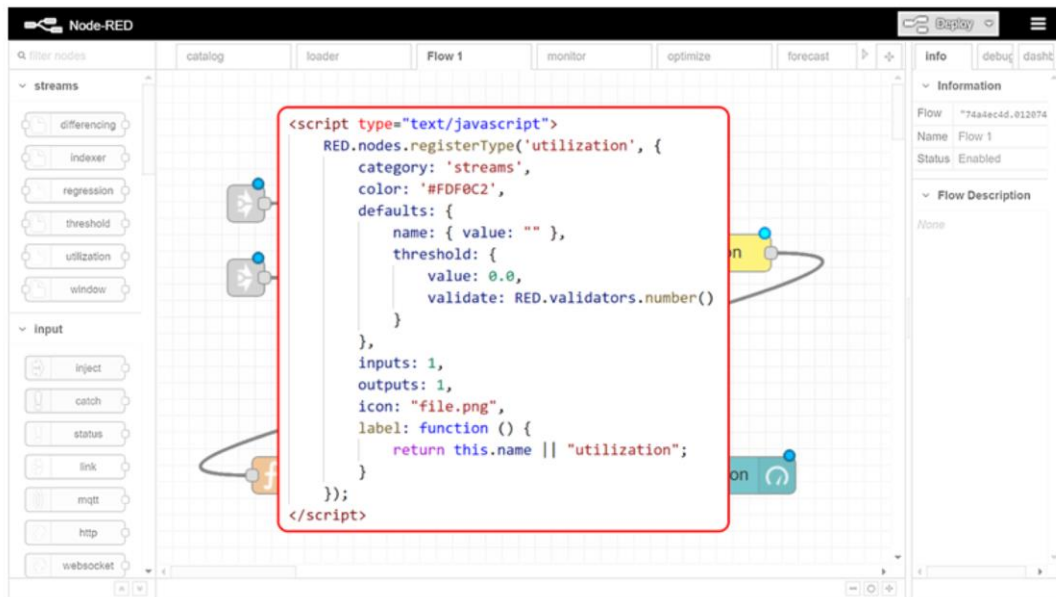 Node-RED
Deploy
filter nodes
catalog
loader
Flow 1
monitor
optimize
forecast
info
debug
dashb
streams
differencing
indexer
regression
threshold
utilization
window
input
inject
catch
status
link
mqtt
http
websocket
<script type="text/javascript">
RED.nodes.registerType('utilization', {
category: 'streams',
color: '#FDF0C2',
defaults: {
name: { value: "" },
threshold: {
value: 0.0,
validate: RED.validators.number()
}
},
inputs: 1,
outputs: 1,
icon: "file.png",
label: function () {
return this.name || "utilization";
}
});
</script>
f
on
on
Information
Flow "74a4ec4d.012074
Name Flow 1
Status Enabled
Flow Description
None